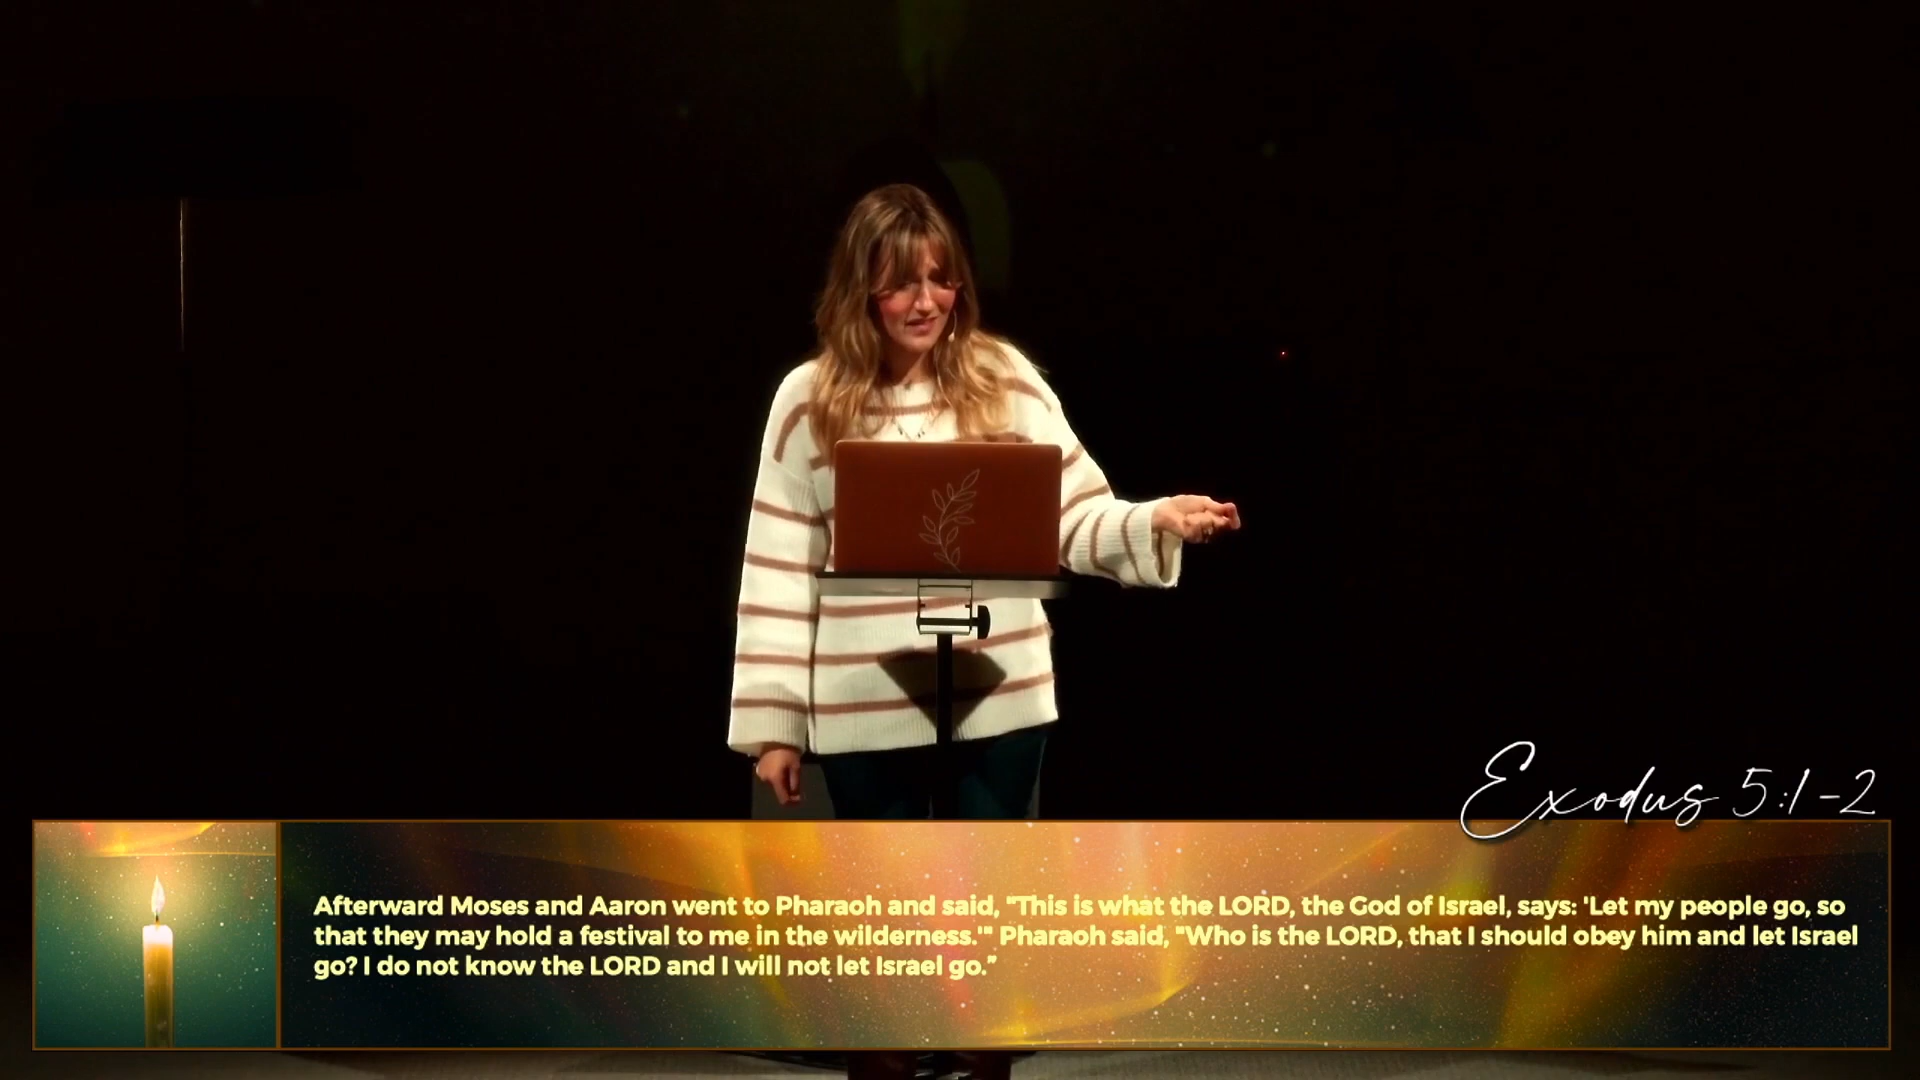 Exodus 5:1-2
Afterward Moses and Aaron went to Pharaoh and said, "This is what the LORD, the God of Israel, says: 'Let my people go, so
that they may hold a festival to me in the wilderness.'" Pharaoh said, "Who is the LORD, that I should obey him and let Israel
go? I do not know the LORD and I will not let Israel go.”